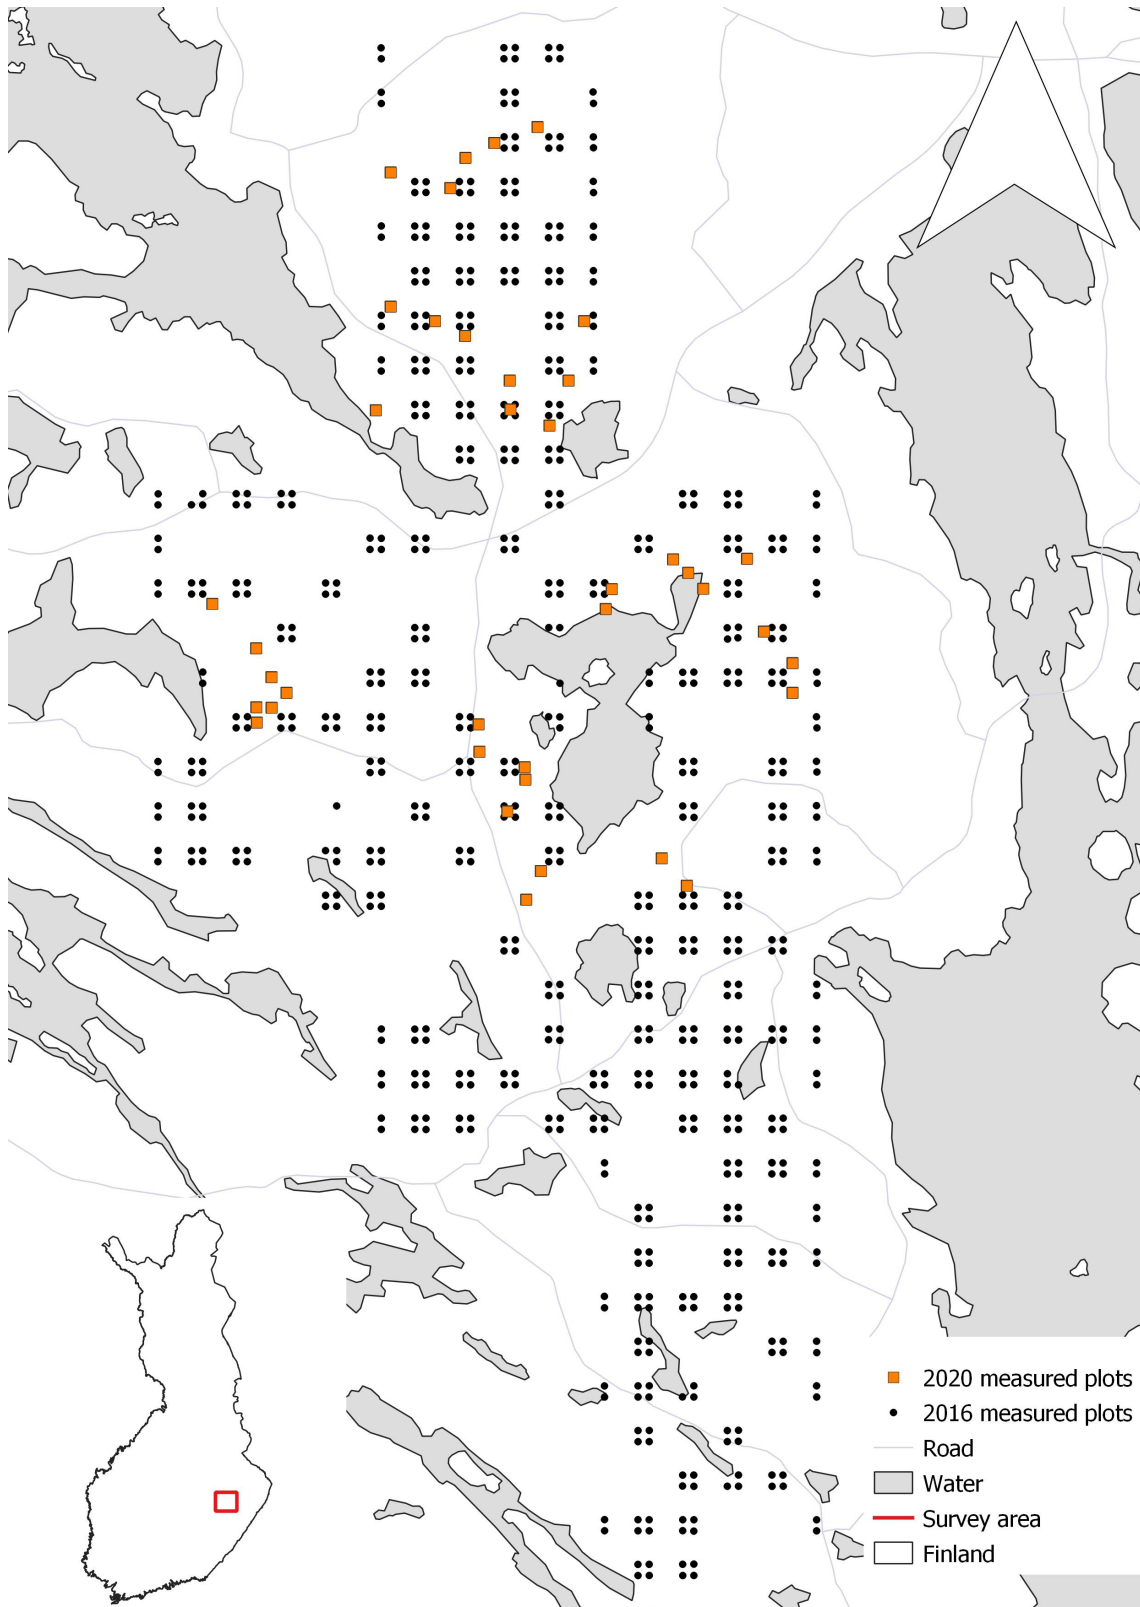 2020 measured plots
2016 measured plots
Road
Water
Survey area
Finland